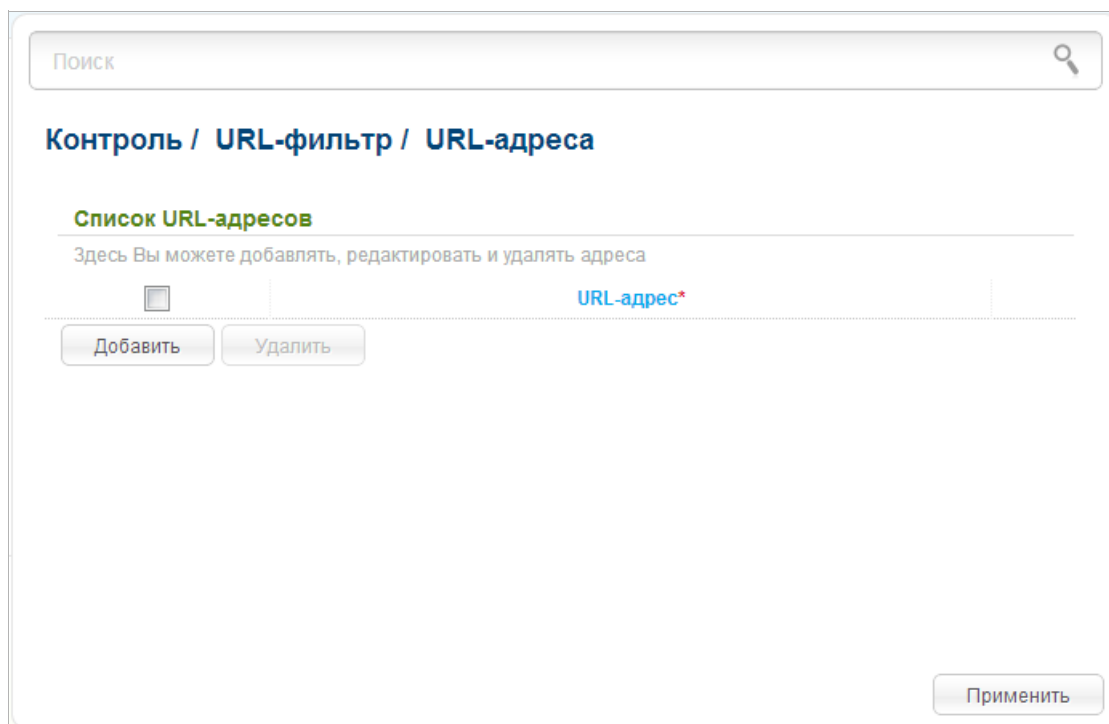 Поиск
Контроль / URL-фильтр / URL-адреса
Список URL-адресов
Здесь Вы можете добавлять, редактировать и удалять адреса
URL-адрес*
Добавить Удалить
Применить